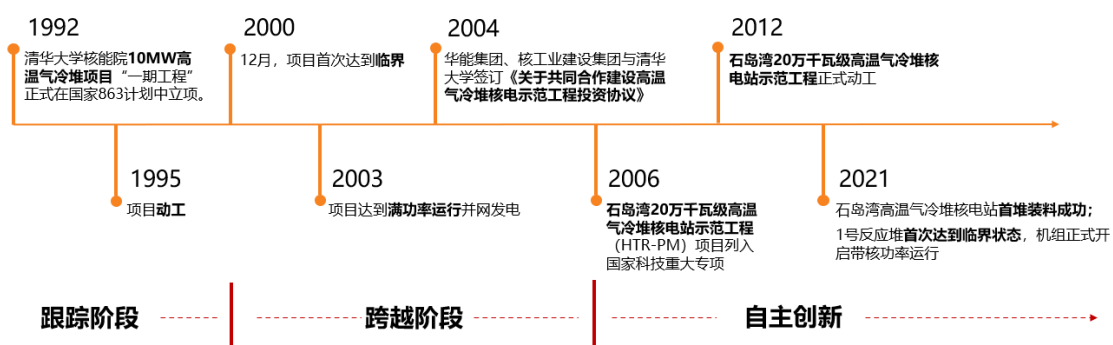 1992
清华大学核能院10MW高
温气冷堆项目“一期工程”
正式在国家863计划中立项。
2000
12月，项目首次达到临界
2004
华能集团、核工业建设集团与清华
大学签订《关于共同合作建设高温
气冷堆核电示范工程投资协议》
2012
石岛湾20万千瓦级高温气冷堆核
电站示范工程正式动工
1995
项目动工
2003
项目达到满功率运行并网发电
2006
石岛湾20万千瓦级高温
气冷堆核电站示范工程
（HTR-PM）项目列入
国家科技重大专项
2021
石岛湾高温气冷堆核电站首堆装料成功；
1号反应堆首次达到临界状态，机组正式开
启带核功率运行
跟踪阶段
跨越阶段
自主创新